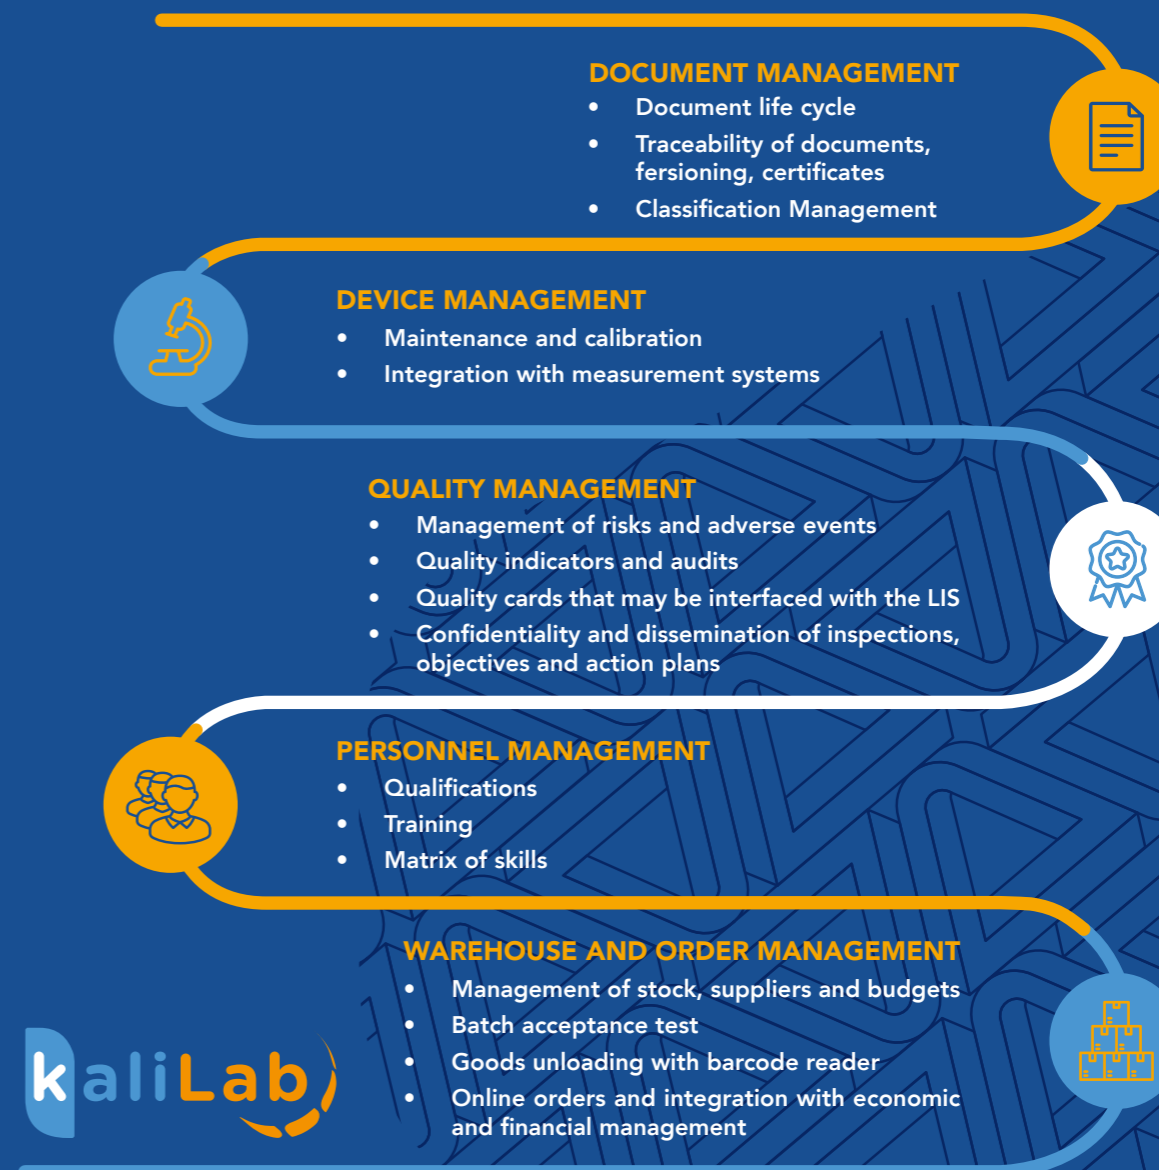 DOCUMENT MANAGEMENT
• Document life cycle
• Traceability of documents,
fersioning, certificates
• Classification Management
DEVICE MANAGEMENT
• Maintenance and calibration
• Integration with measurement systems
QUALITY MANAGEMENT
• Management of risks and adverse events
• Quality indicators and audits
• Quality cards that may be interfaced with the LIS
• Confidentiality and dissemination of inspections,
objectives and action plans
PERSONNEL MANAGEMENT
• Qualifications
• Training
• Matrix of skills
WAREHOUSE AND ORDER MANAGEMENT
• Management of stock, suppliers and budgets
• Batch acceptance test
• Goods unloading with barcode reader
• Online orders and integration with economic
and financial management
kaliLab